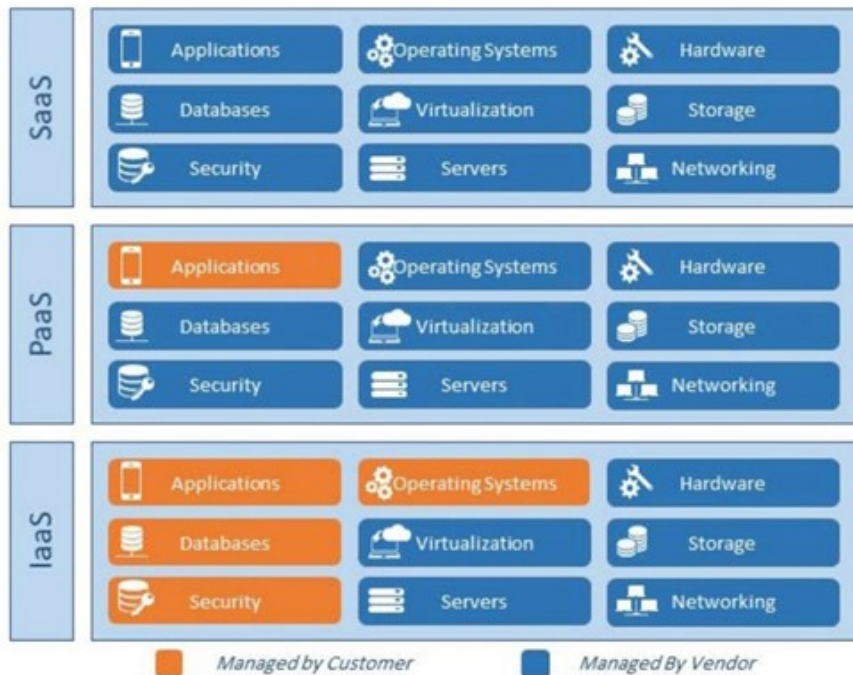 SaaS
Applications
Operating Systems
Hardware
Databases
Virtualization
Storage
Security
Servers
Networking
PaaS
Applications
Operating Systems
Hardware
Databases
Virtualization
Storage
Security
Servers
Networking
IaaS
Applications
Operating Systems
Hardware
Databases
Virtualization
Storage
Security
Servers
Networking
Managed by Customer
Managed By Vendor